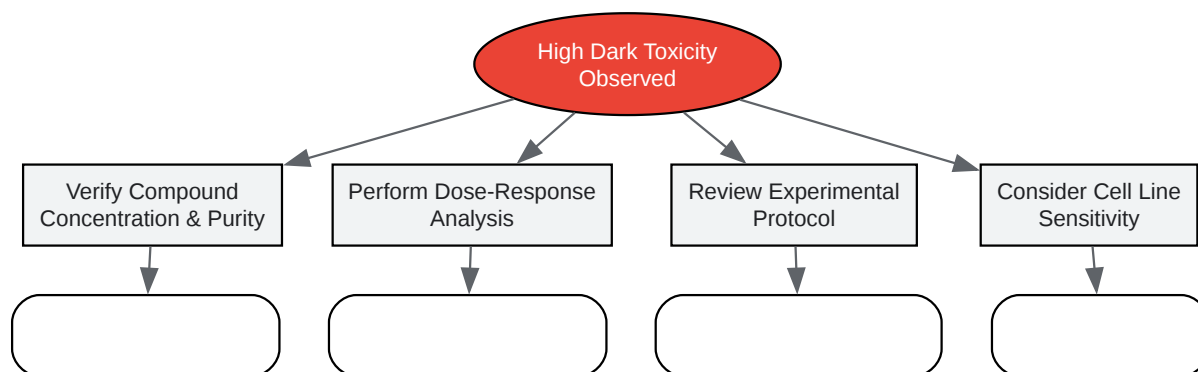 High Dark Toxicity
Observed
Verify Compound
Concentration & Purity
Perform Dose-Response
Analysis
Review Experimental
Protocol
Consider Cell Line
Sensitivity